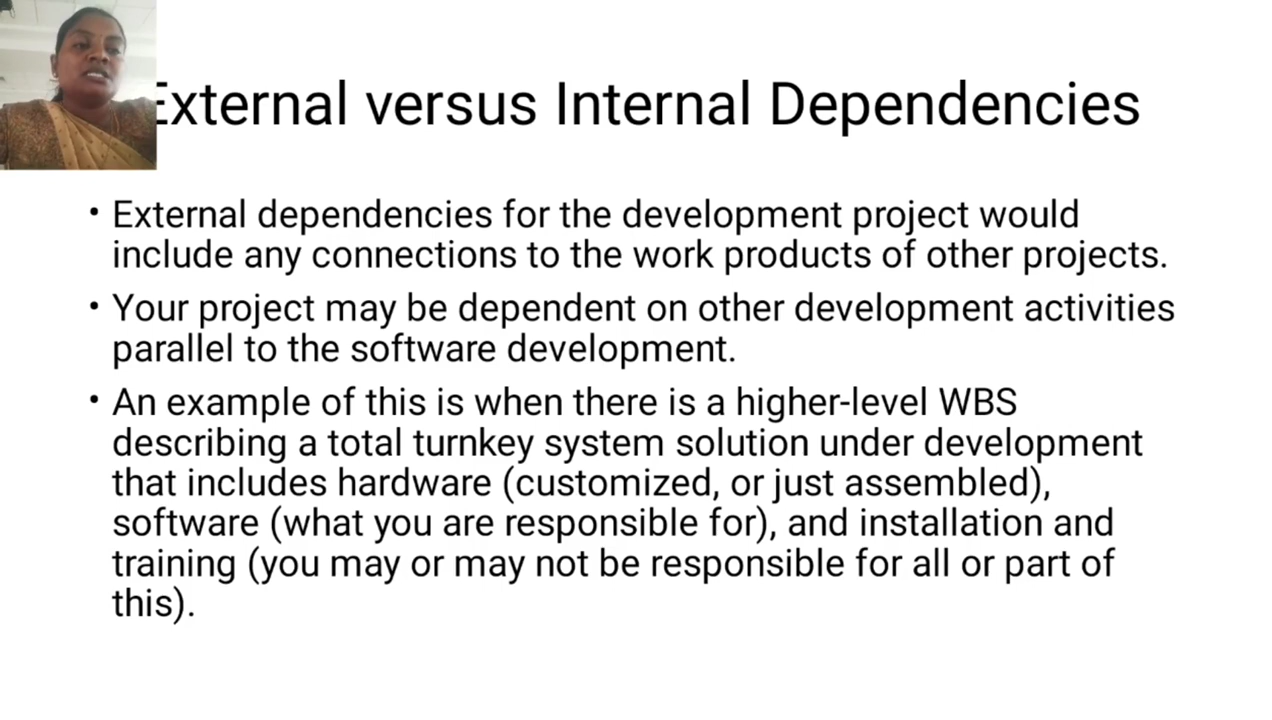 External versus Internal Dependencies
• External dependencies for the development project would
include any connections to the work products of other projects.
• Your project may be dependent on other development activities
parallel to the software development.
• An example of this is when there is a higher-level WBS
describing a total turnkey system solution under development
that includes hardware (customized, or just assembled),
software (what you are responsible for), and installation and
training (you may or may not be responsible for all or part of
this).